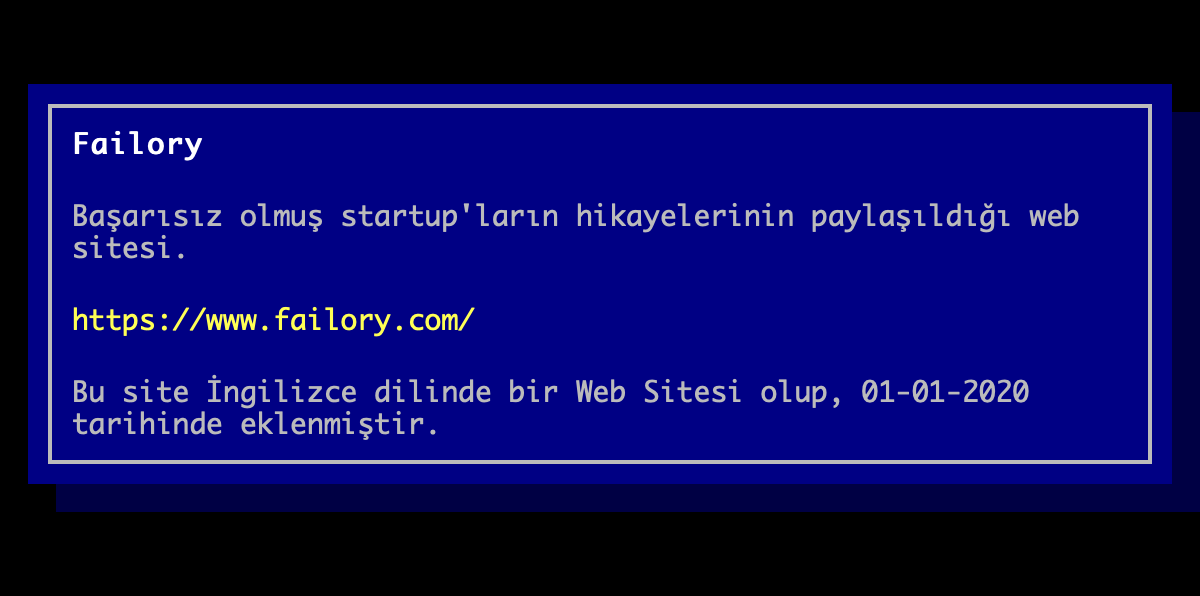 Failory
Başarısız olmuş startup'ların hikayelerinin paylaşıldığı web
sitesi.
https://www.failory.com/
Bu site İngilizce dilinde bir Web Sitesi olup, 01-01-2020
tarihinde eklenmiştir.